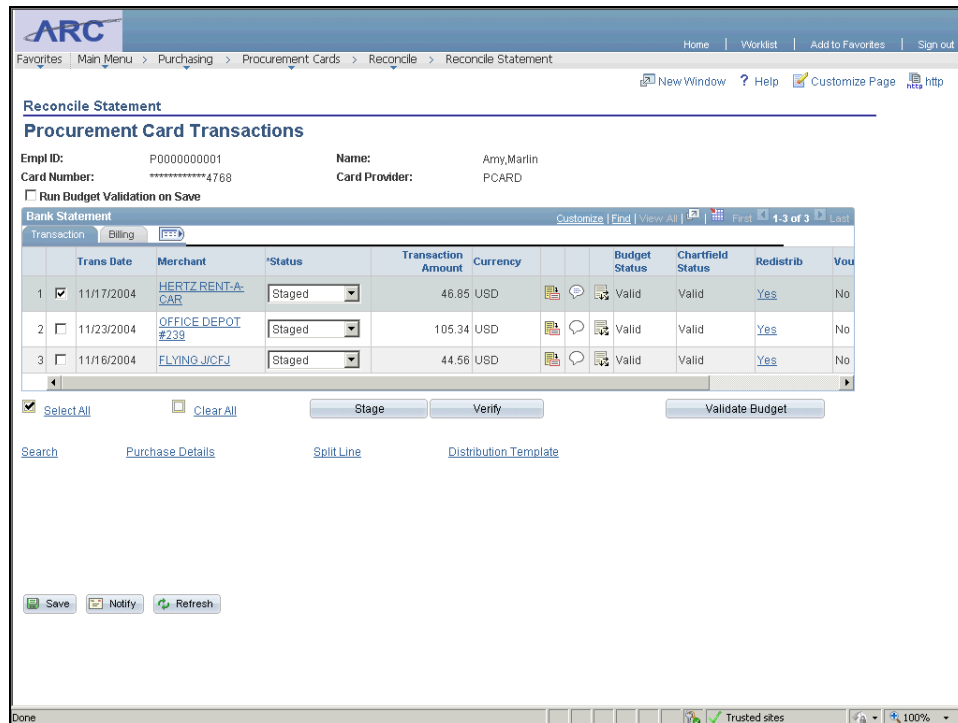 ARC
Home | Worklist | Add to Favorites | Sign out
Favorites Main Menu > Purchasing > Procurement Cards > Reconcile > Reconcile Statement
New Window ? Help Customize Page http
Reconcile Statement
Procurement Card Transactions
Empl ID: P0000000001 Name: Amy,Marlin
Card Number: ************4768 Card Provider: PCARD
Run Budget Validation on Save
Bank Statement Customize | Find | View All | First 1-3 of 3 Last
Transaction Billing
Trans Date Merchant *Status Transaction Amount Currency Budget Status Chartfield Status Redistrib Vou
1 11/17/2004 HERTZ RENT-A-CAR Staged 46.85 USD Valid Valid Yes No
2 11/23/2004 OFFICE DEPOT #239 Staged 105.34 USD Valid Valid Yes No
3 11/16/2004 FLYING J/CFJ Staged 44.56 USD Valid Valid Yes No
Select All Clear All Stage Verify Validate Budget
Search Purchase Details Split Line Distribution Template
Save Notify Refresh
Done Trusted sites 100%